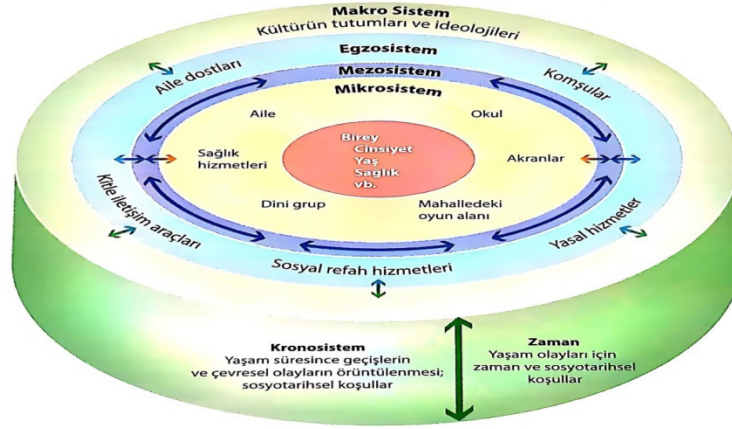 Makro Sistem
Kültürün tutumları ve ideolojileri
Egzosistem
Aile dostları
Komşular
Mezosistem
Mikrosistem
Aile
Okul
Birey
Cinsiyet
Yaş
Sağlık
vb.
Sağlık
hizmetleri
Akranlar
Dini grup
Mahalledeki
oyun alanı
Kitle iletişim araçları
Yasal hizmetler
Sosyal refah hizmetleri
Kronosistem
Yaşam süresince geçişlerin
ve çevresel olayların örüntülenmesi;
sosyotarihsel koşullar
Zaman
Yaşam olayları için
zaman ve sosyotarihsel
koşullar